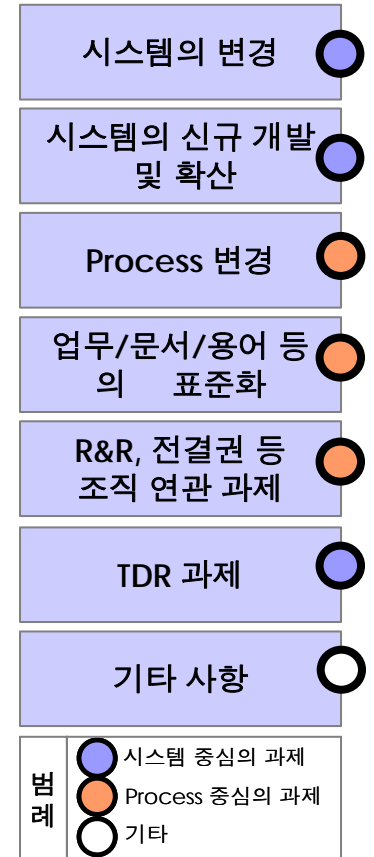 시스템의 변경
시스템의 신규 개발
및 확산
Process 변경
업무/문서/용어 등
의 표준화
R&R, 전결권 등
조직 연관 과제
TDR 과제
기타 사항
범례
시스템 중심의 과제
Process 중심의 과제
기타